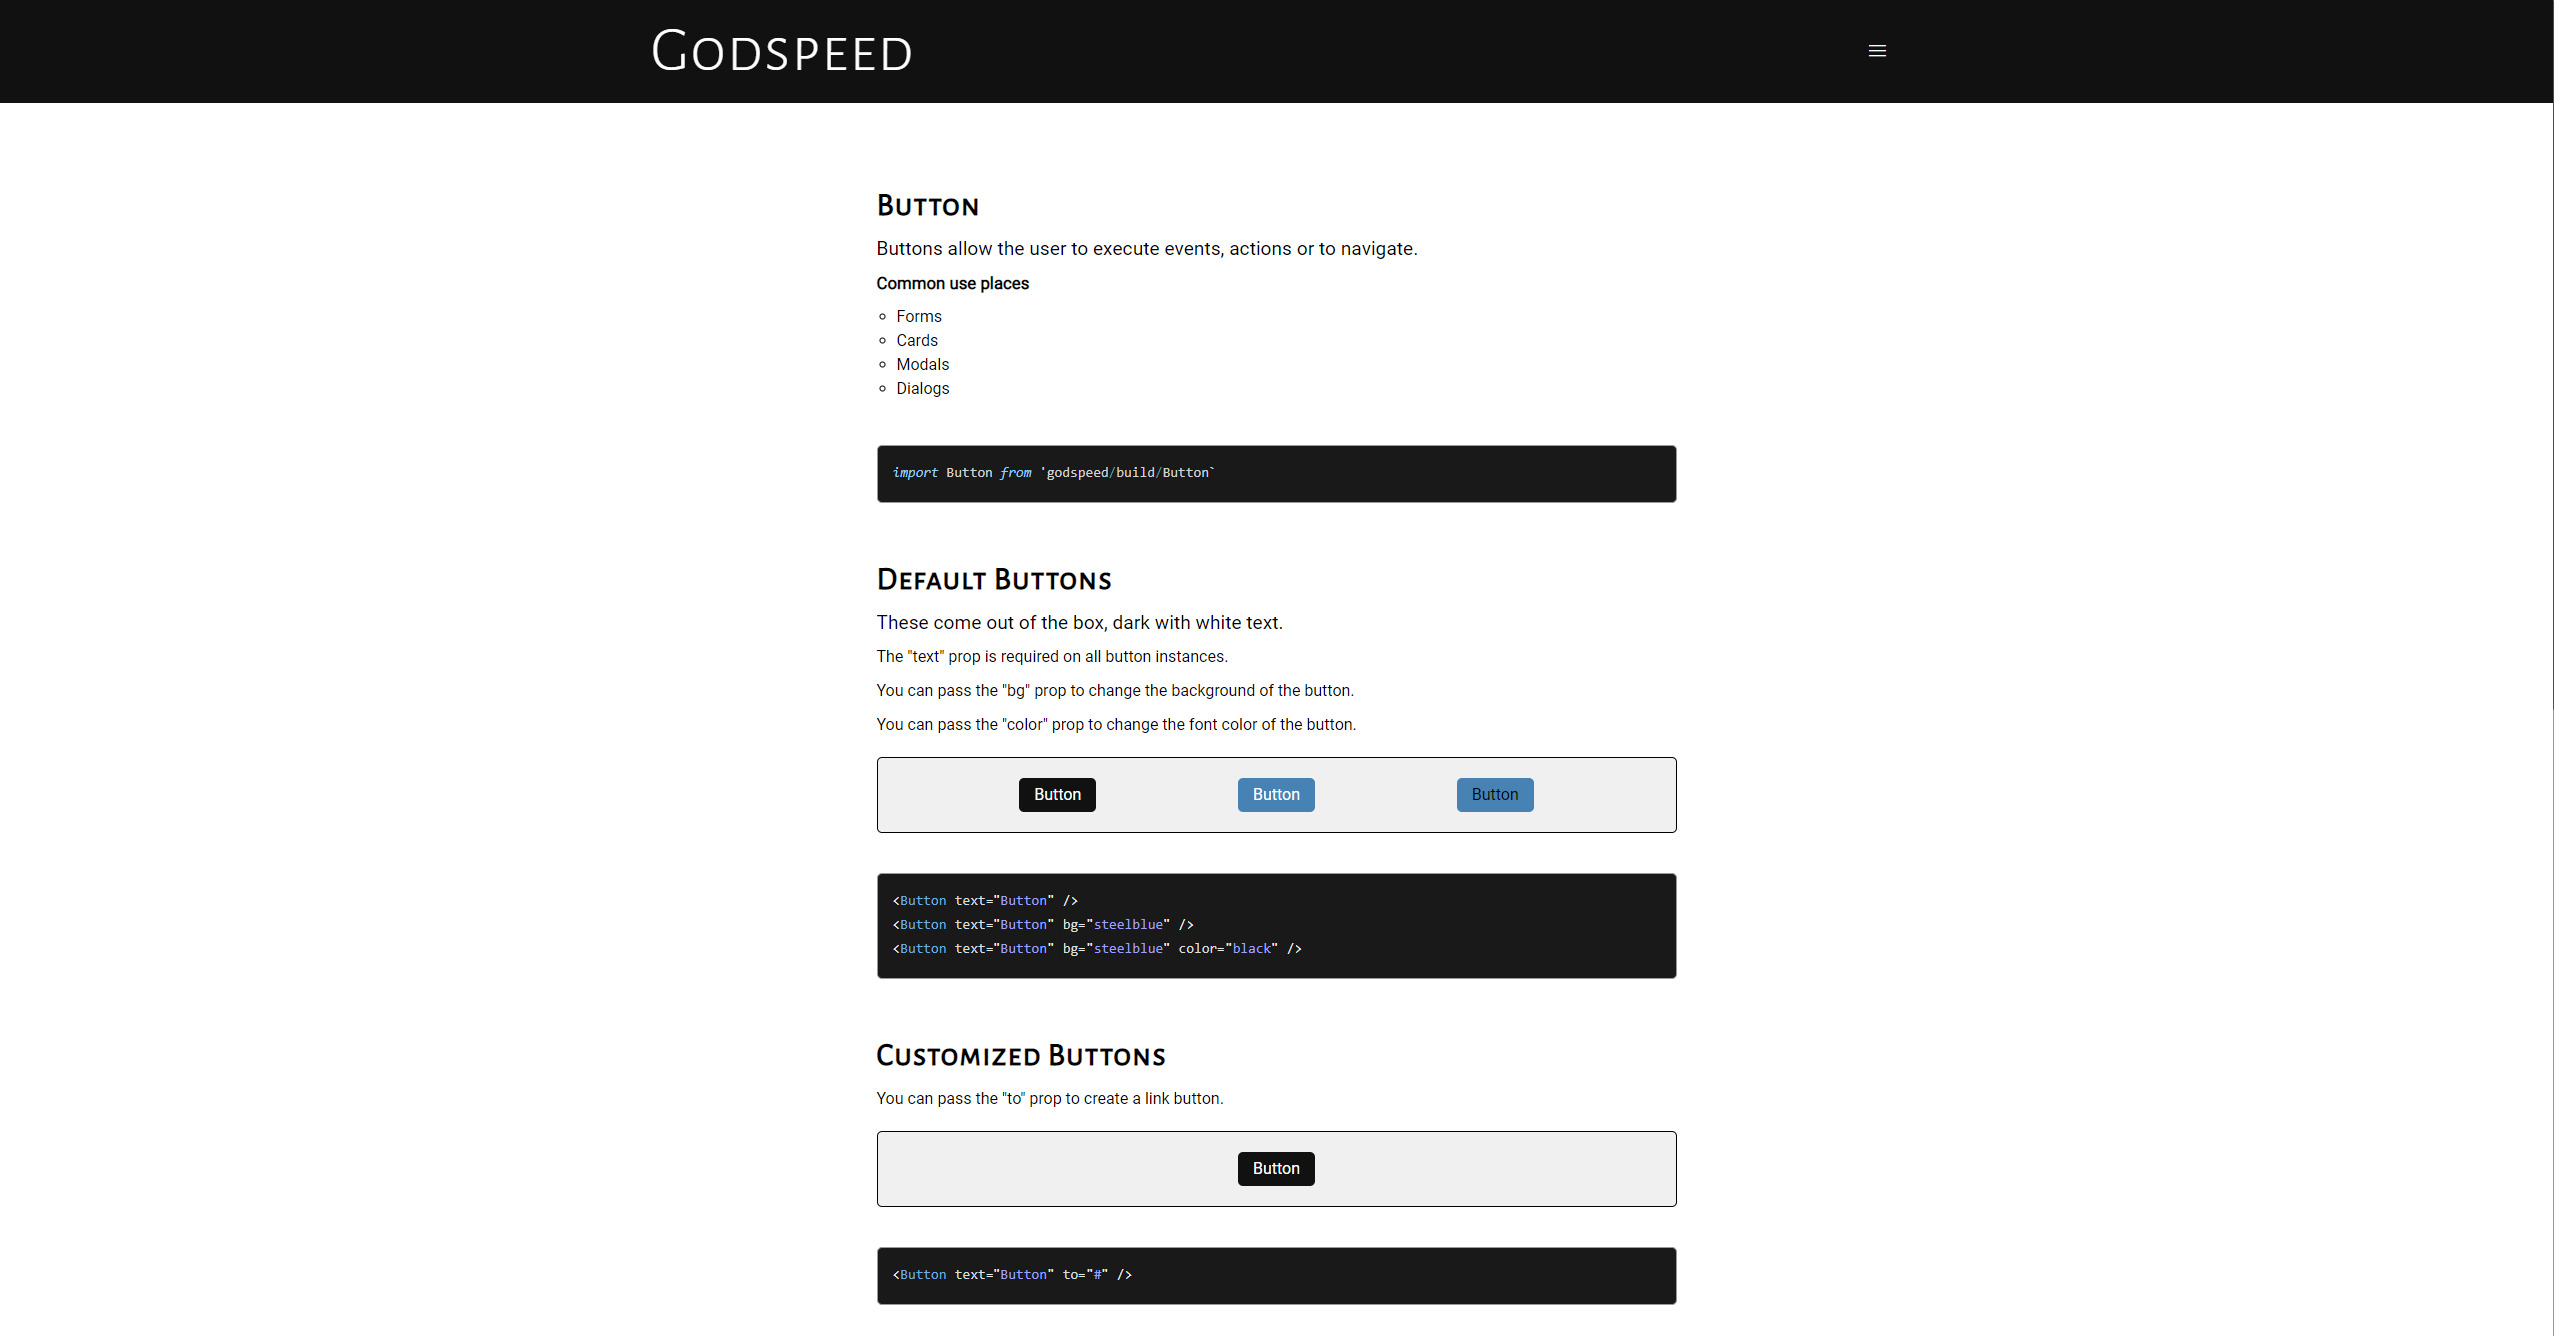 Godspeed
Button
Buttons allow the user to execute events, actions or to navigate.
Common use places
Forms
Cards
Modals
Dialogs
import Button from 'godspeed/build/Button`
Default Buttons
These come out of the box, dark with white text.
The "text" prop is required on all button instances.
You can pass the "bg" prop to change the background of the button.
You can pass the "color" prop to change the font color of the button.
Button Button Button
<Button text="Button" />
<Button text="Button" bg="steelblue" />
<Button text="Button" bg="steelblue" color="black" />
Customized Buttons
You can pass the "to" prop to create a link button.
Button
<Button text="Button" to="#" />